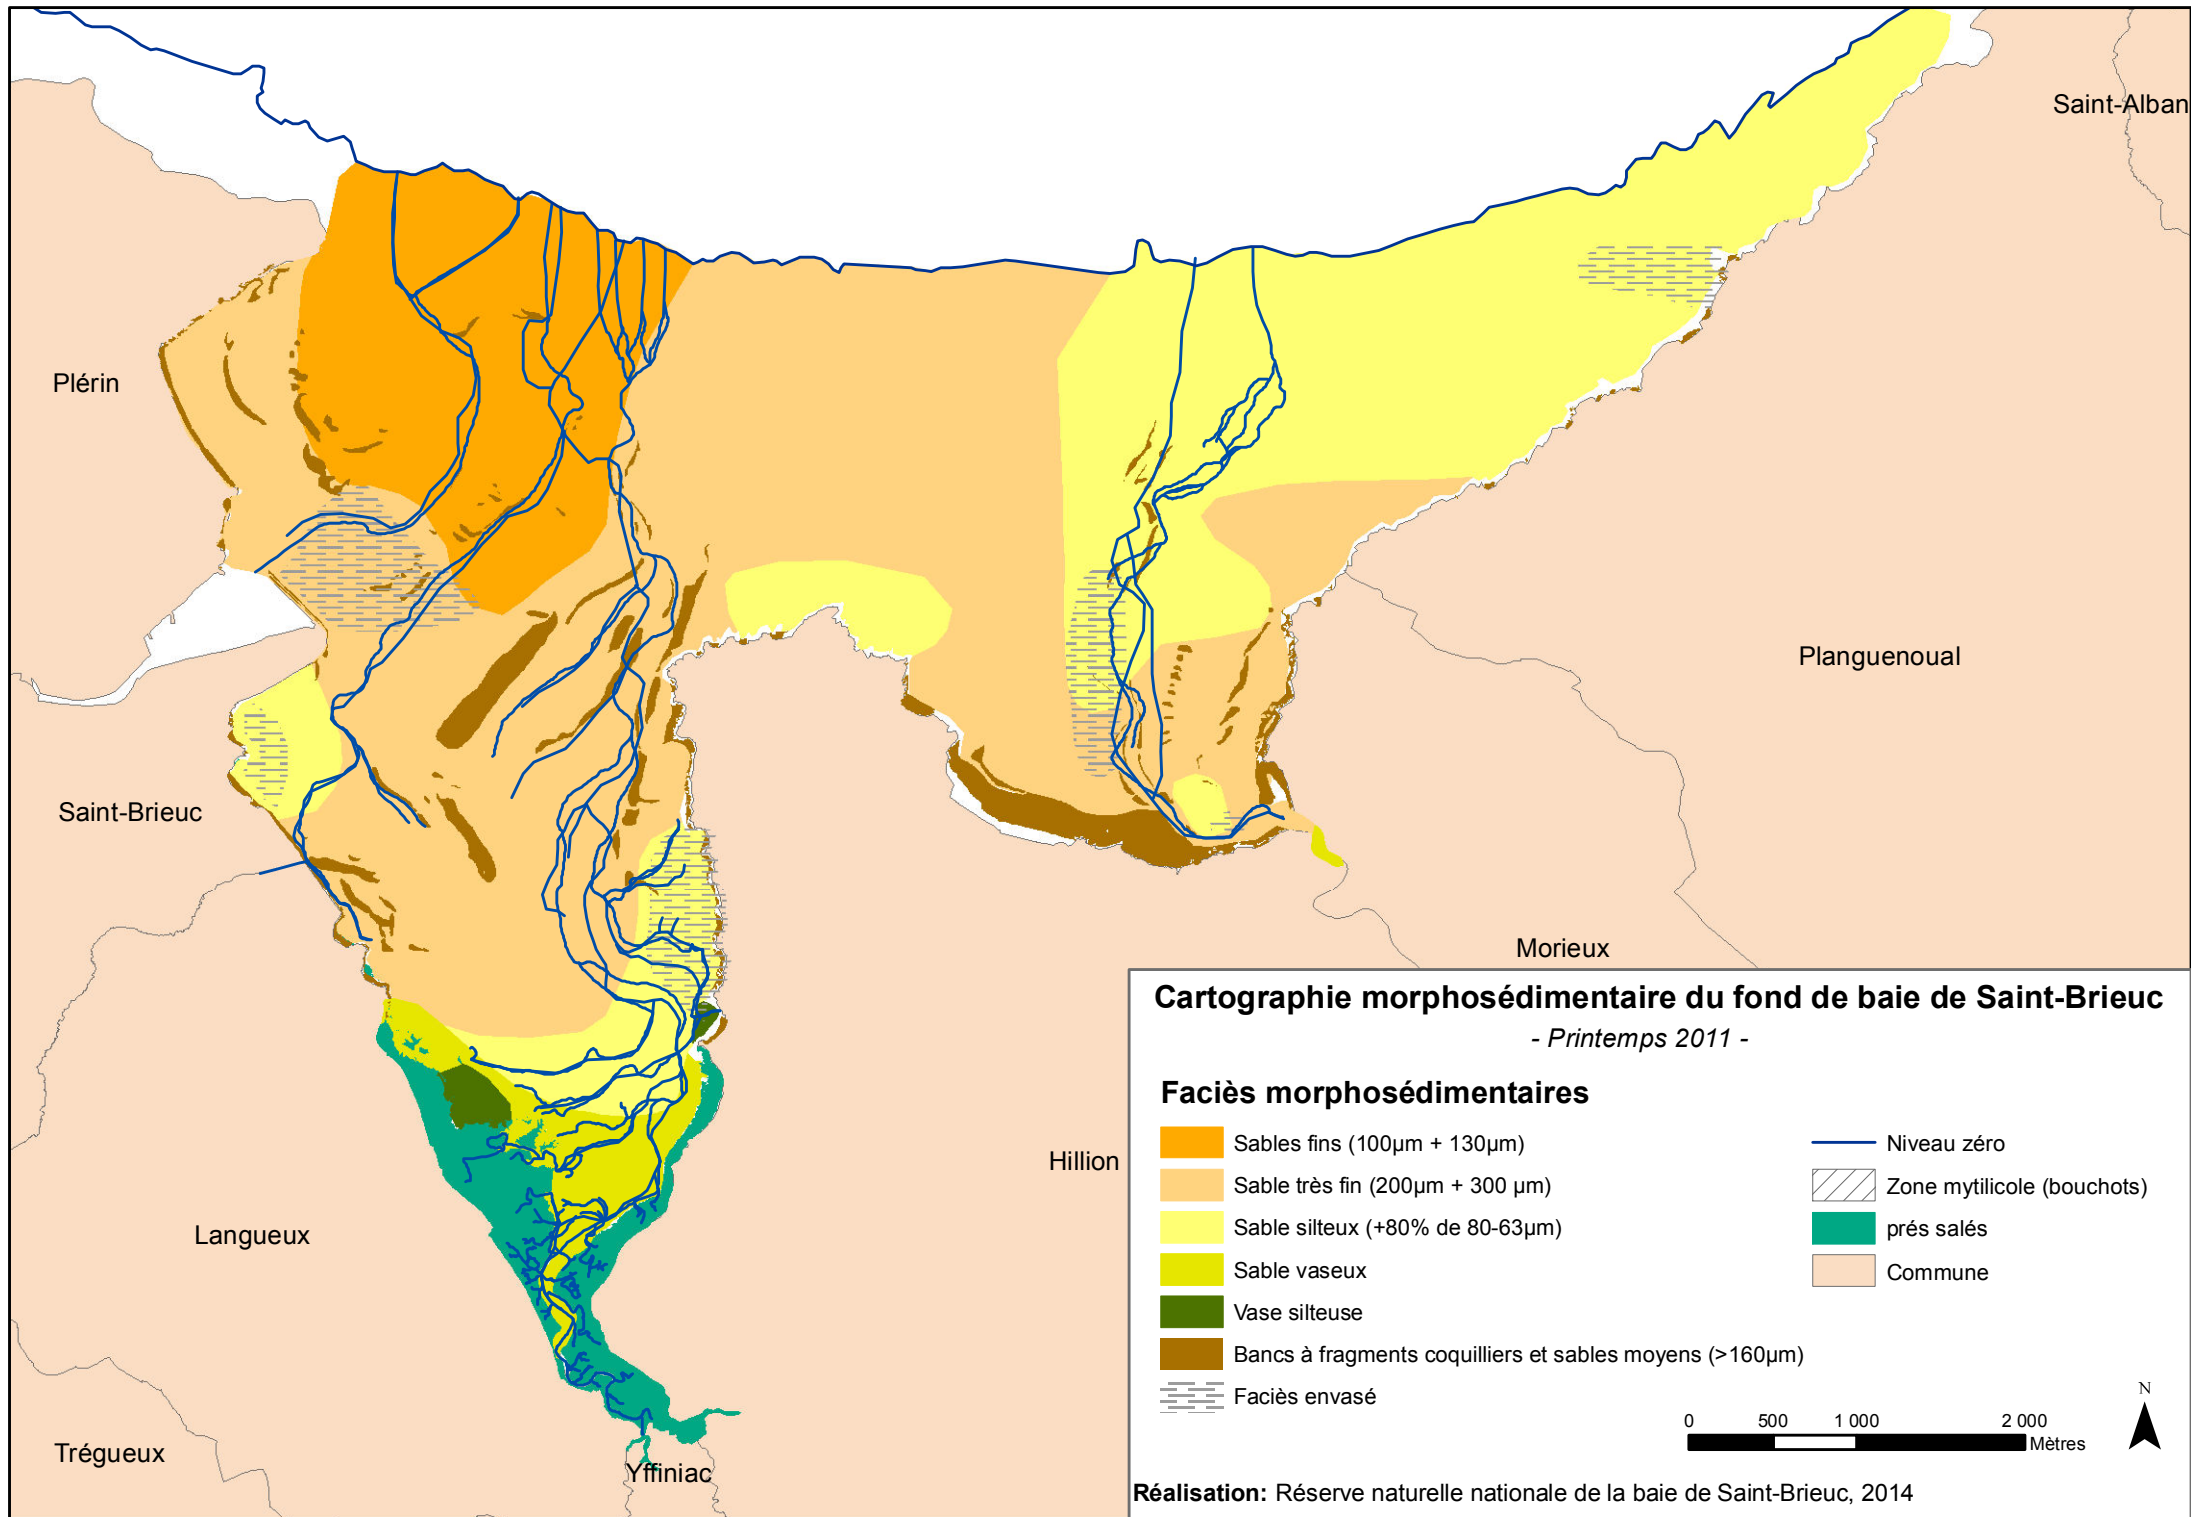 Saint-Alban
Plérin
Planguenoual
Saint-Brieuc
Morieux
Hillion
Langueux
Trégueux
Yffiniac
Cartographie morphosédimentaire du fond de baie de Saint-Brieuc
- Printemps 2011 -
Faciès morphosédimentaires
Sables fins (100µm + 130µm)
Sable très fin (200µm + 300 µm)
Sable silteux (+80% de 80-63µm)
Sable vaseux
Vase silteuse
Bancs à fragments coquilliers et sables moyens (>160µm)
Faciès envasé
Niveau zéro
Zone mytilicole (bouchots)
prés salés
Commune
N
0 500 1 000 2 000
Mètres
Réalisation: Réserve naturelle nationale de la baie de Saint-Brieuc, 2014